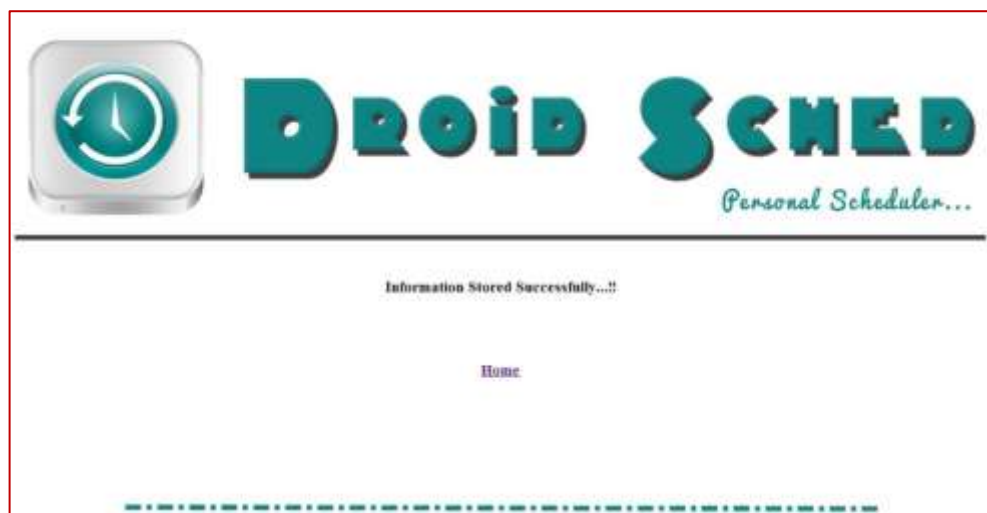 Droid Sched
Personal Scheduler...
Information Stored Successfully...!!
Home